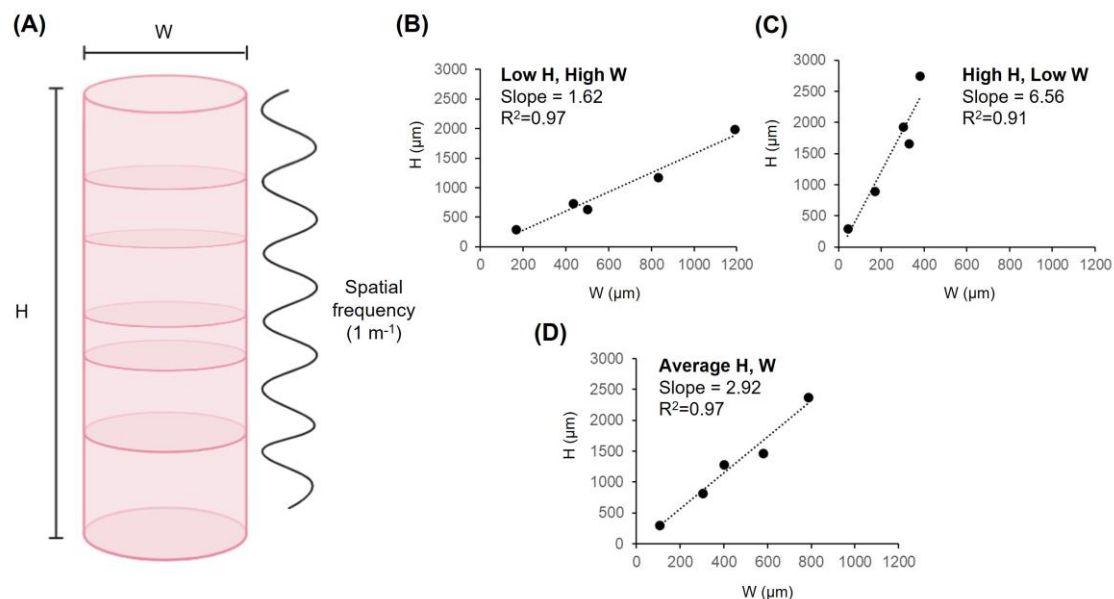 (A)
W
H
Spatial
frequency
(1 m⁻¹)
(B)
Low H, High W
Slope = 1.62
R²=0.97
H (µm)
3000
2500
2000
1500
1000
500
0
0 200 400 600 800 1000 1200
W (µm)
(C)
High H, Low W
Slope = 6.56
R²=0.91
H (µm)
3000
2500
2000
1500
1000
500
0
0 200 400 600 800 1000 1200
W (µm)
(D)
Average H, W
Slope = 2.92
R²=0.97
H (µm)
3000
2500
2000
1500
1000
500
0
0 200 400 600 800 1000 1200
W (µm)